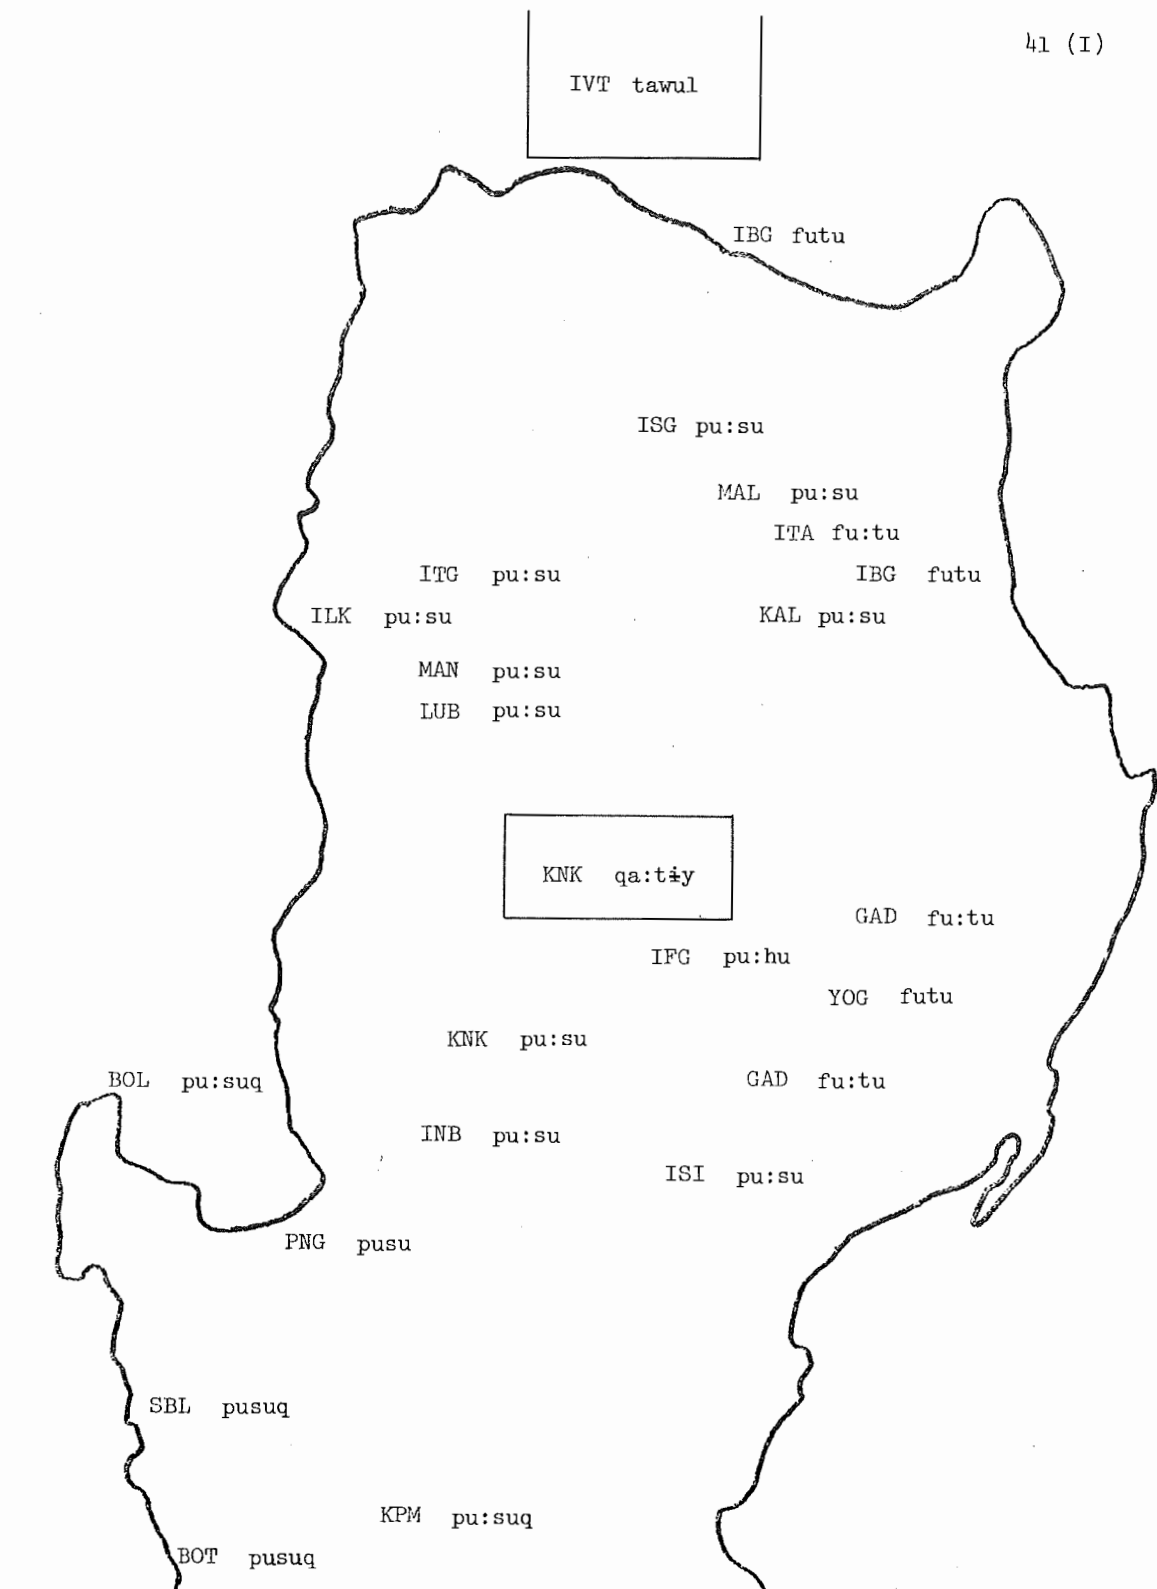 41 (I)
IVT tawul
IBG futu
ISG pu:su
MAL pu:su
ITA fu:tu
ITG pu:su
IBG futu
ILK pu:su
KAL pu:su
MAN pu:su
LUB pu:su
KNK qa:tɨy
GAD fu:tu
IFG pu:hu
YOG futu
KNK pu:su
BOL pu:suq
GAD fu:tu
INB pu:su
ISI pu:su
PNG pusu
SBL pusuq
KPM pu:suq
BOT pusuq